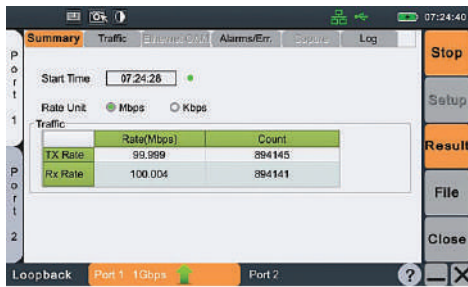 07:24:40
Summary Traffic Alarms/Err. Log
Stop
Port 1
Start Time 07:24:28
Setup
Rate Unit Mbps Kbps
Traffic
Rate(Mbps) Count
TX Rate 99.999 894145
Rx Rate 100.004 894141
Result
Port 2
File
Close
Loopback Port 1 1Gbps Port 2 ?